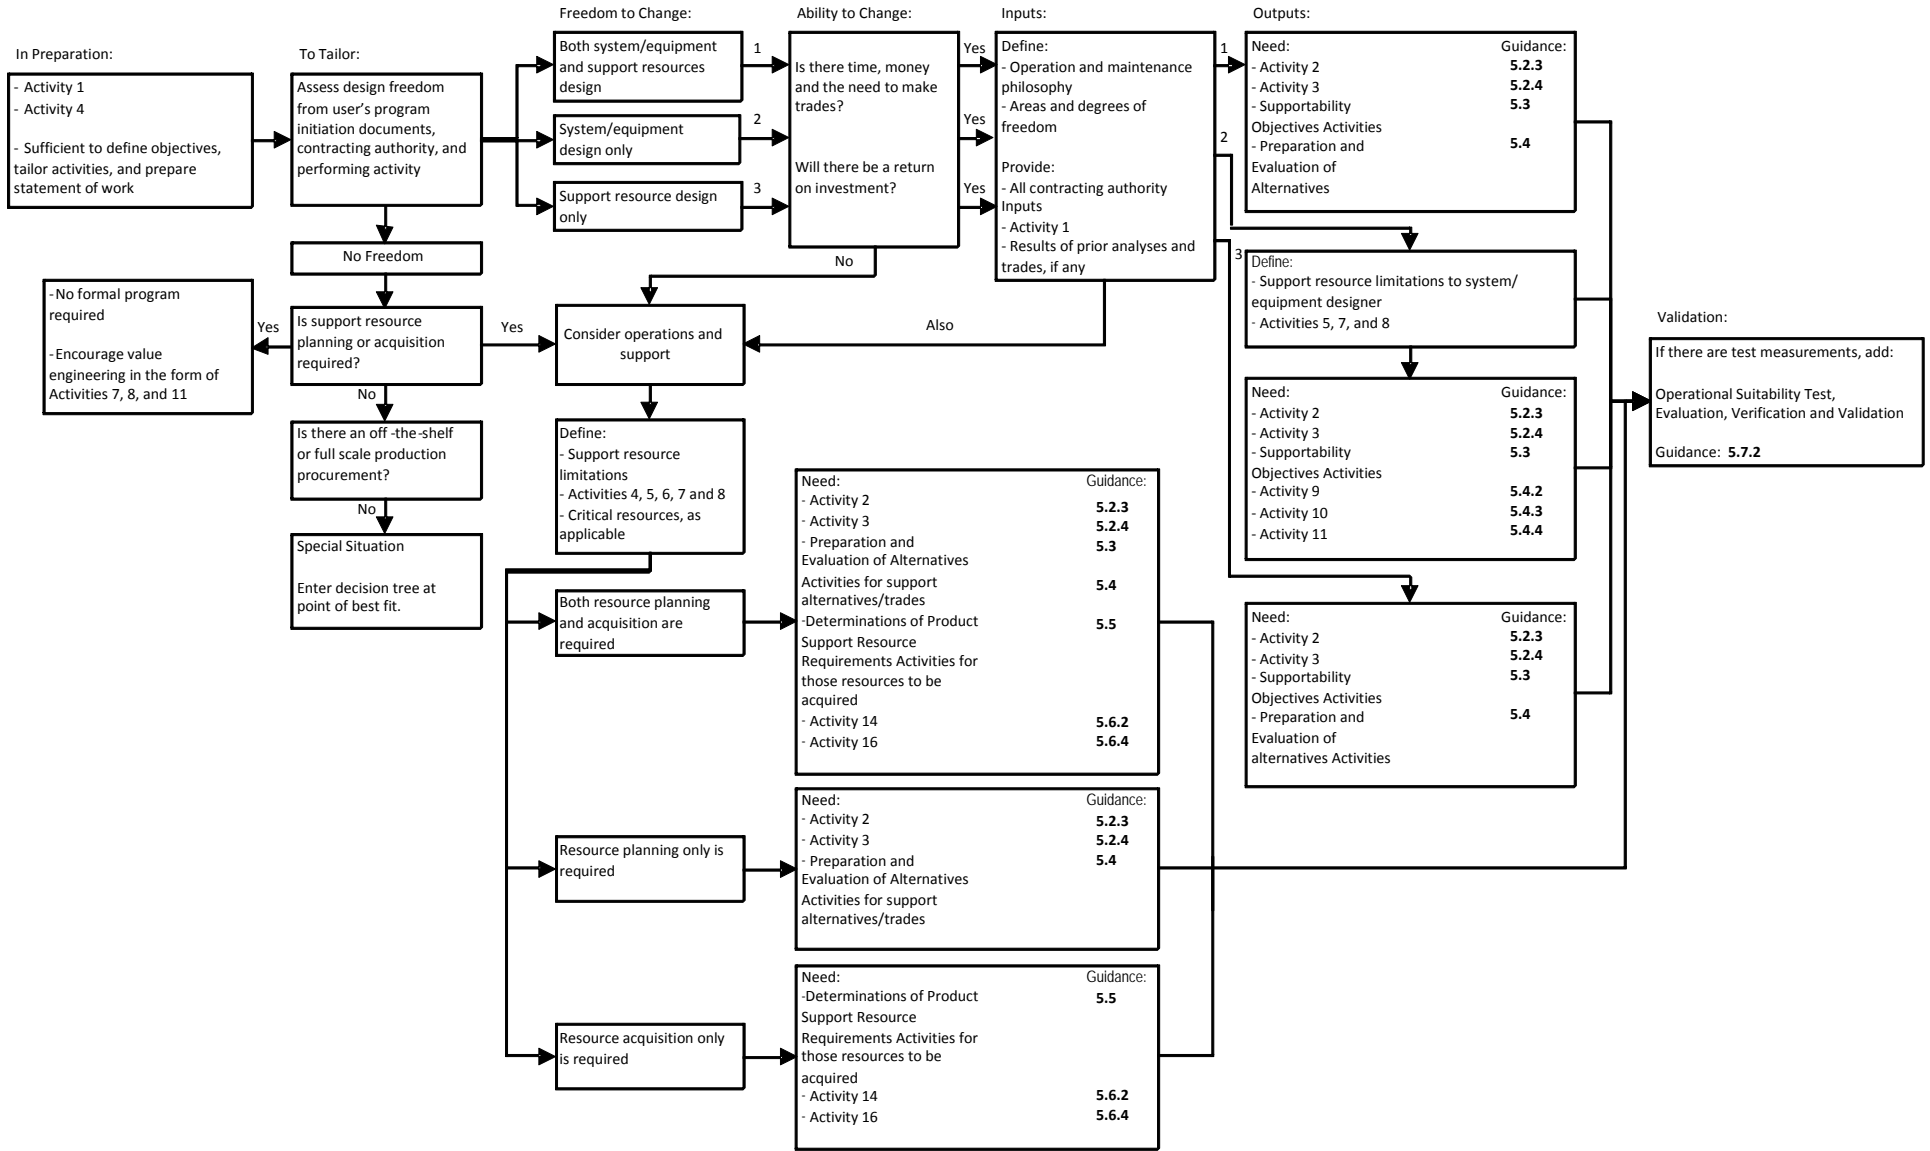 In Preparation:
- Activity 1
- Activity 4
- Sufficient to define objectives,
tailor activities, and prepare
statement of work
To Tailor:
Assess design freedom
from user's program
initiation documents,
contracting authority, and
performing activity
No Freedom
Is support resource
planning or acquisition
required?
Yes
- No formal program
required
-Encourage value
engineering in the form of
Activities 7, 8, and 11
No
Is there an off -the-shelf
or full scale production
procurement?
No
Special Situation
Enter decision tree at
point of best fit.
Yes
Freedom to Change:
Both system/equipment
and support resources
design
1
System/equipment
design only
2
Support resource design
only
3
Ability to Change:
Is there time, money
and the need to make
trades?
Will there be a return
on investment?
Yes
Yes
Yes
No
Consider operations and
support
Also
Define:
- Support resource
limitations
- Activities 4, 5, 6, 7 and 8
- Critical resources, as
applicable
Both resource planning
and acquisition are
required
Resource planning only is
required
Resource acquisition only
is required
Inputs:
Define:
- Operation and maintenance
philosophy
- Areas and degrees of
freedom
Provide:
- All contracting authority
Inputs
- Activity 1
- Results of prior analyses and
trades, if any
1
2
3
Need: Guidance:
- Activity 2 5.2.3
- Activity 3 5.2.4
- Preparation and 5.3
Evaluation of Alternatives
Activities for support 5.4
alternatives/trades
-Determinations of Product 5.5
Support Resource
Requirements Activities for
those resources to be
acquired
- Activity 14 5.6.2
- Activity 16 5.6.4
Need: Guidance:
- Activity 2 5.2.3
- Activity 3 5.2.4
- Preparation and 5.4
Evaluation of Alternatives
Activities for support
alternatives/trades
Need: Guidance:
-Determinations of Product 5.5
Support Resource
Requirements Activities for
those resources to be
acquired
- Activity 14 5.6.2
- Activity 16 5.6.4
Outputs:
Need: Guidance:
- Activity 2 5.2.3
- Activity 3 5.2.4
- Supportability 5.3
Objectives Activities
- Preparation and 5.4
Evaluation of
Alternatives
Define:
- Support resource limitations to system/
equipment designer
- Activities 5, 7, and 8
Need: Guidance:
- Activity 2 5.2.3
- Activity 3 5.2.4
- Supportability 5.3
Objectives Activities
- Activity 9 5.4.2
- Activity 10 5.4.3
- Activity 11 5.4.4
Need: Guidance:
- Activity 2 5.2.3
- Activity 3 5.2.4
- Supportability 5.3
Objectives Activities
- Preparation and 5.4
Evaluation of
alternatives Activities
Validation:
If there are test measurements, add:
Operational Suitability Test,
Evaluation, Verification and Validation
Guidance: 5.7.2